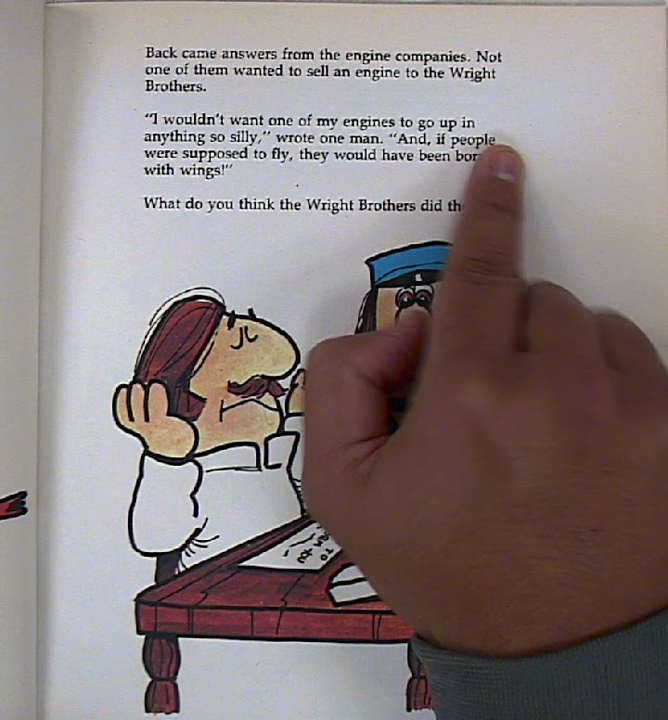 Back came answers from the engine companies. Not
one of them wanted to sell an engine to the Wright
Brothers.
"I wouldn't want one of my engines to go up in
anything so silly," wrote one man. "And, if people
were supposed to fly, they would have been
with wings!"
What do you think the Wright Brothers did